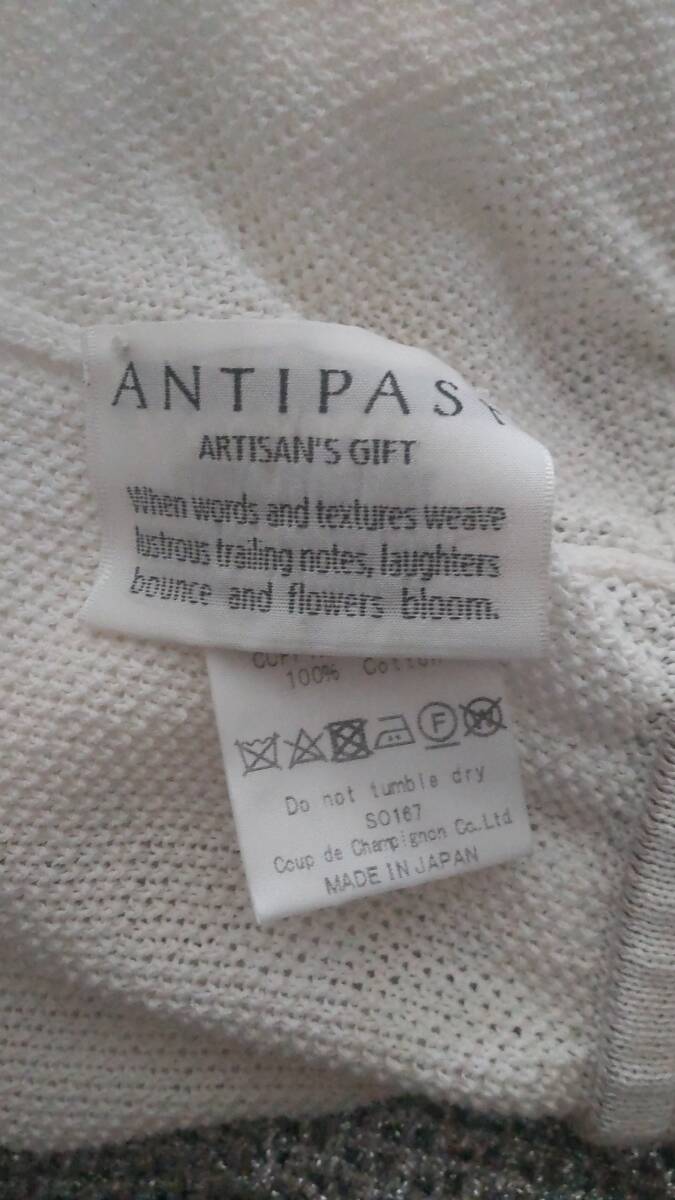 ANTIPAS
ARTISAN'S GIFT
When words and textures weave
lustrous trailing notes, laughters
bounce and flowers bloom.
100% Cotton
F W
Do not tumble dry
SO167
Coup de Champignon Co.Ltd
MADE IN JAPAN